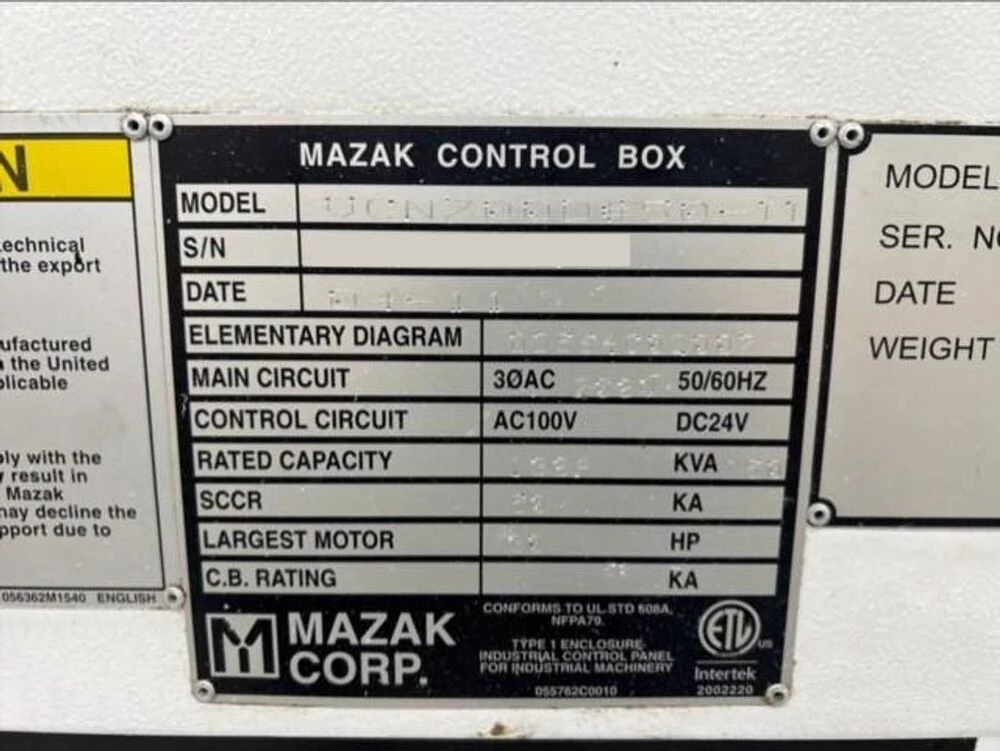 N
technical
the export
ufactured
the United
plicable
ply with the
result in
Mazak
may decline the
pport due to
056362M1540 ENGLISH
MAZAK CONTROL BOX
MODEL
S/N
DATE
ELEMENTARY DIAGRAM
MAIN CIRCUIT 3ØAC 50/60HZ
CONTROL CIRCUIT AC100V DC24V
RATED CAPACITY KVA
SCCR KA
LARGEST MOTOR HP
C.B. RATING KA
MAZAK
CORP.
CONFORMS TO UL.STD 508A,
NFPA79.
TYPE 1 ENCLOSURE
INDUSTRIAL CONTROL PANEL
FOR INDUSTRIAL MACHINERY
055762C0010
ETL
US
Intertek
2002220
MODEL
SER. NO
DATE
WEIGHT